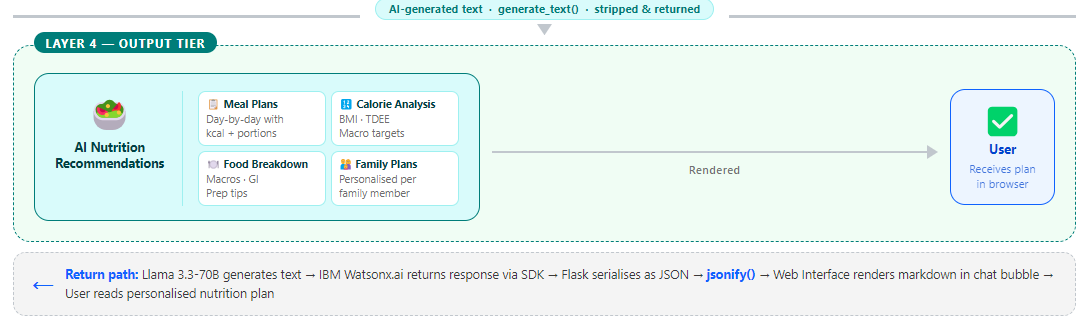 AI-generated text · generate_text() · stripped & returned
LAYER 4 — OUTPUT TIER
AI Nutrition
Recommendations
Meal Plans
Day-by-day with
kcal + portions
Calorie Analysis
BMI · TDEE
Macro targets
Food Breakdown
Macros · GI
Prep tips
Family Plans
Personalised per
family member
Rendered
User
Receives plan
in browser
← Return path: Llama 3.3-70B generates text → IBM Watsonx.ai returns response via SDK → Flask serialises as JSON → jsonify() → Web Interface renders markdown in chat bubble →
User reads personalised nutrition plan